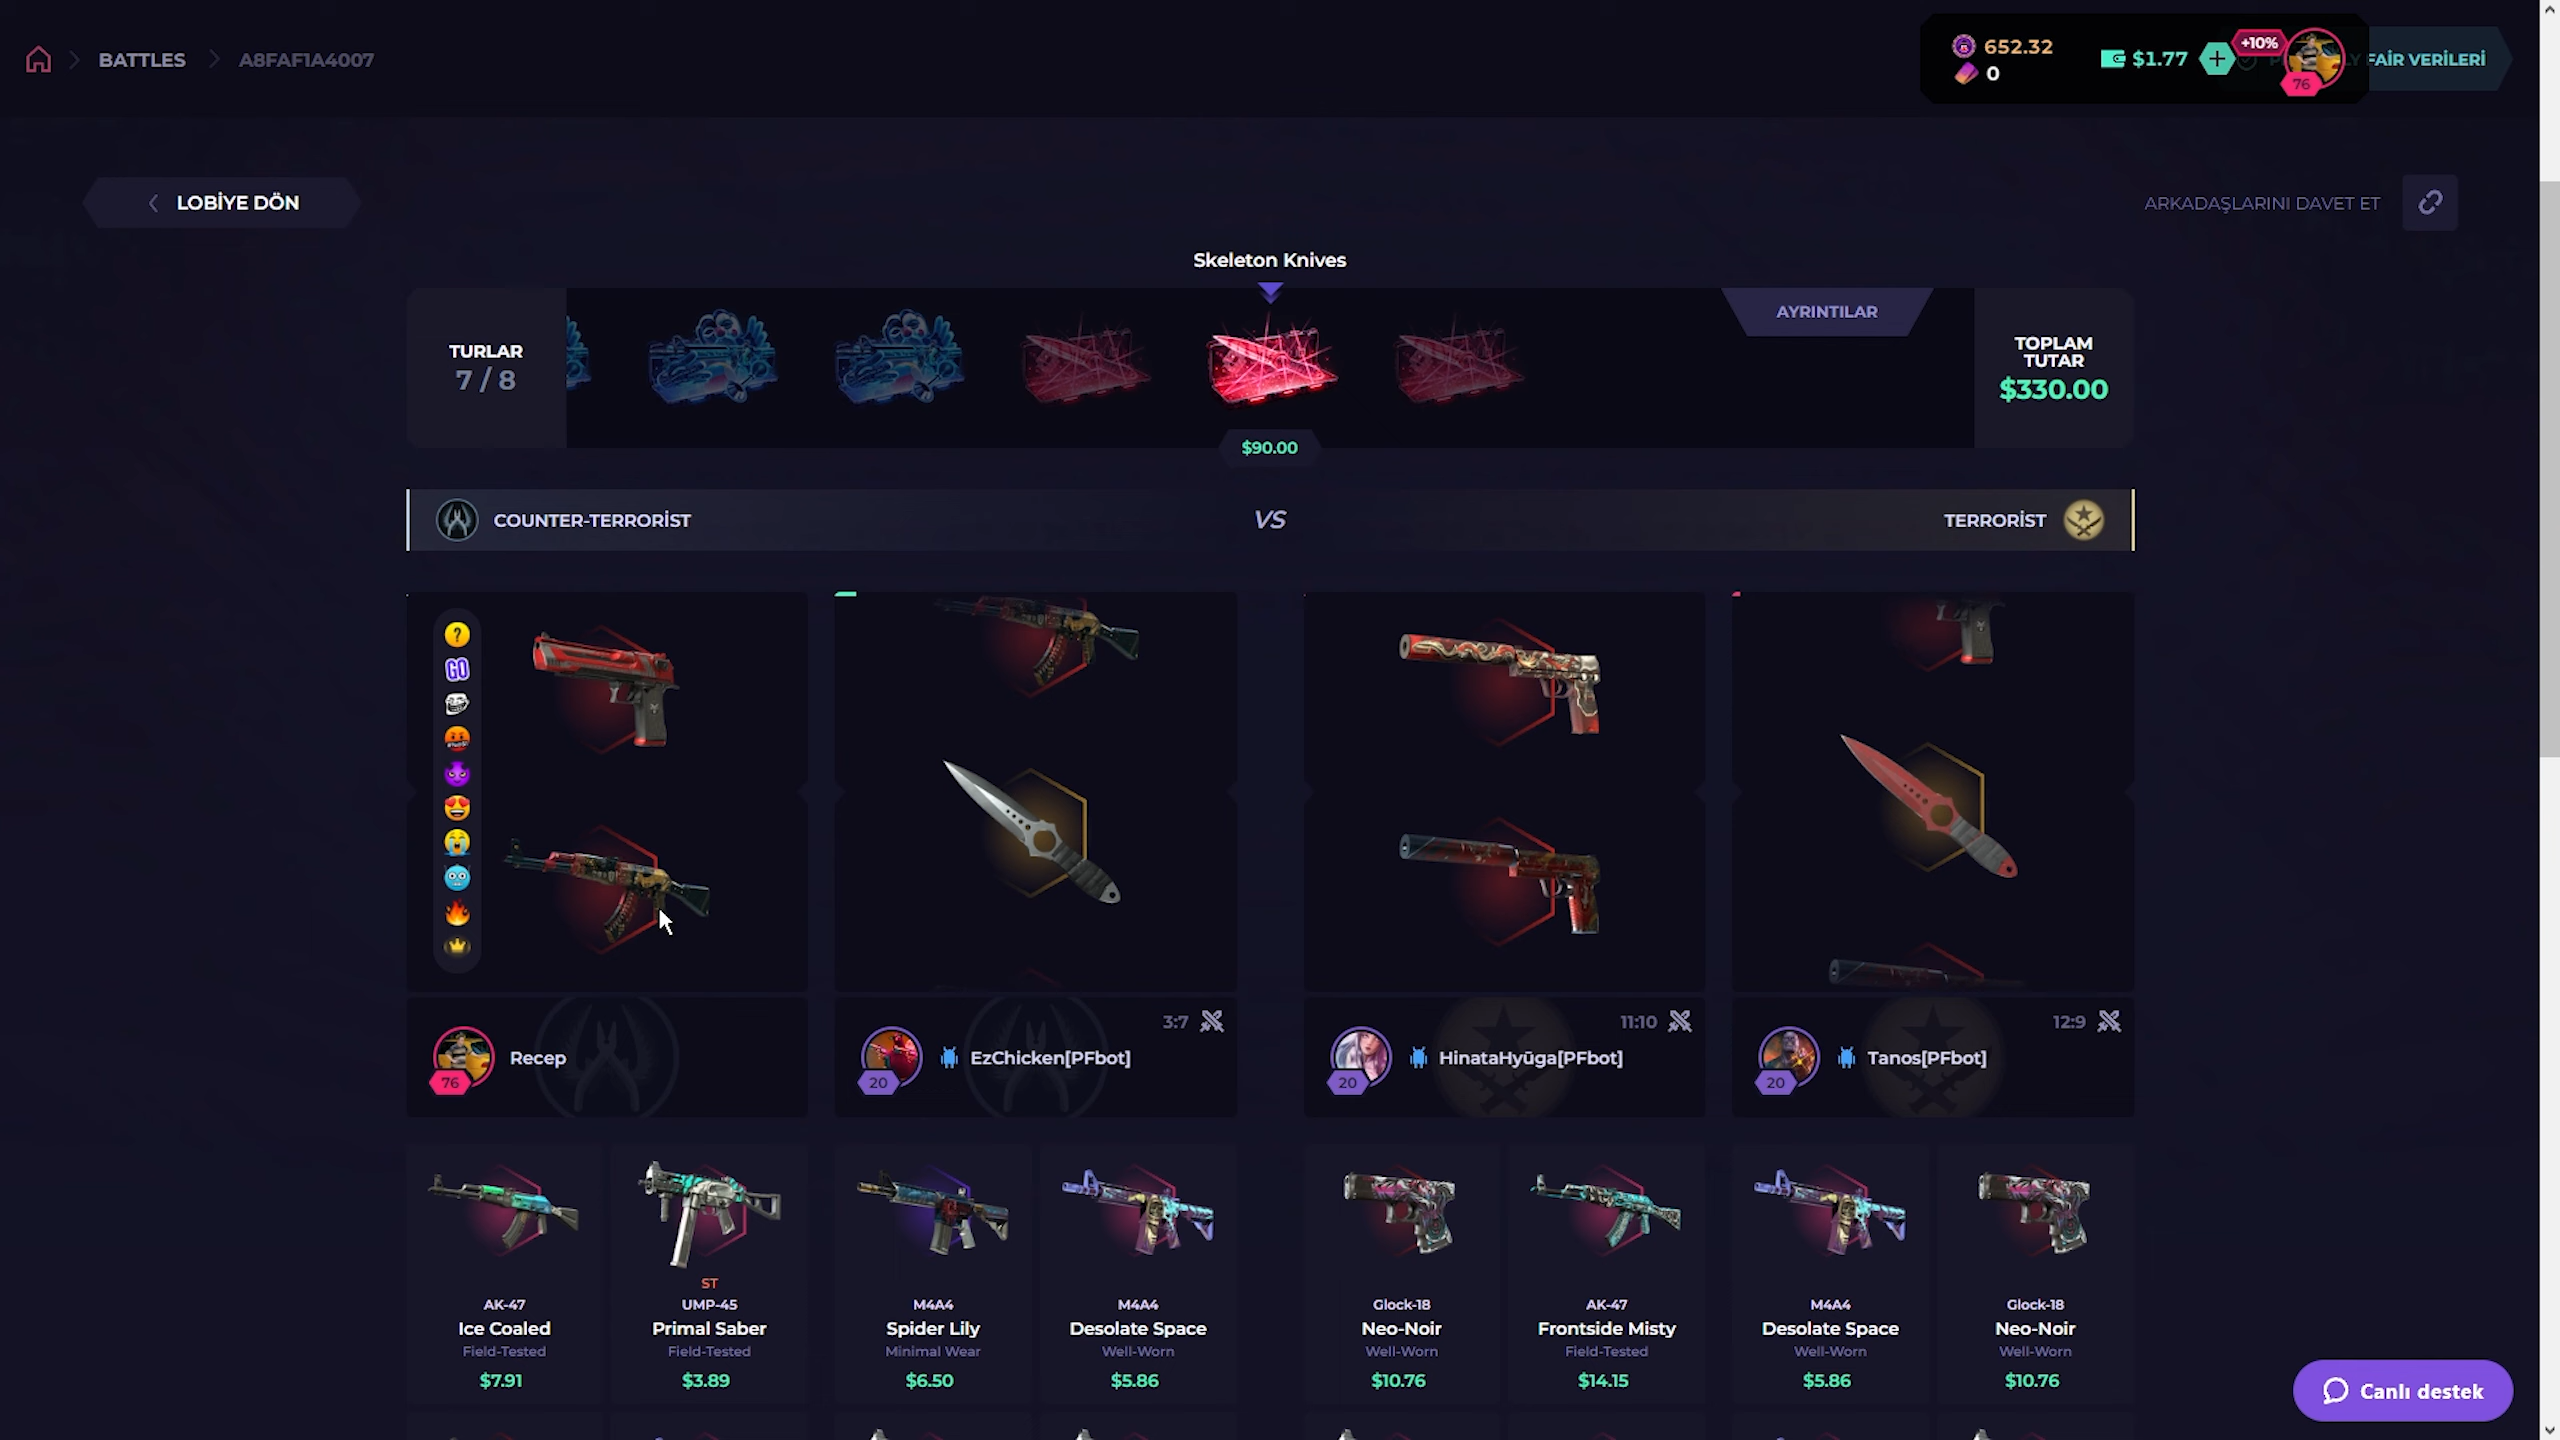 BATTLES
A8FAF1A4007
652.32
0
$1.77
+10%
76
FAİR VERİLERİ
LOBİYE DÖN
ARKADAŞLARINI DAVET ET
Skeleton Knives
TURLAR
7 / 8
AYRINTILAR
TOPLAM
TUTAR
$330.00
$90.00
COUNTER-TERRORİST
VS
TERRORİST
GO
76
Recep
3:7
20
EzChicken[PFbot]
11:10
20
HinataHyūga[PFbot]
12:9
20
Tanos[PFbot]
AK-47
Ice Coaled
Field-Tested
$7.91
ST
UMP-45
Primal Saber
Field-Tested
$3.89
M4A4
Spider Lily
Minimal Wear
$6.50
M4A4
Desolate Space
Well-Worn
$5.86
Glock-18
Neo-Noir
Well-Worn
$10.76
AK-47
Frontside Misty
Field-Tested
$14.15
M4A4
Desolate Space
Well-Worn
$5.86
Glock-18
Neo-Noir
Well-Worn
$10.76
Canlı destek